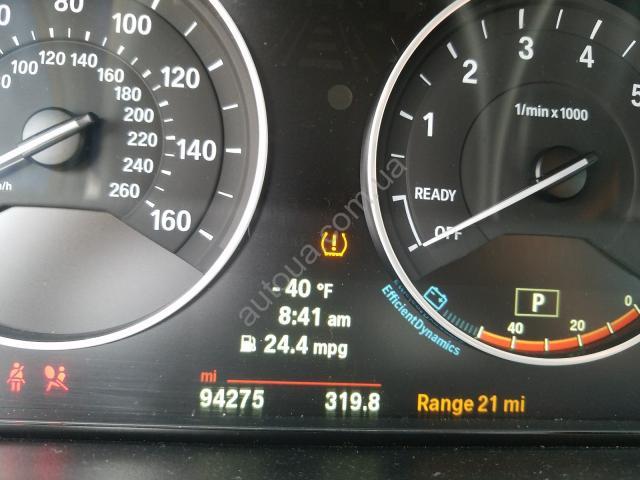 80
100
120
140
160
100 120 140
160
180
200
220
240
260
1
2
3
4
5
1/min x 1000
READY
OFF
- 40 °F
8:41 am
24.4 mpg
EfficientDynamics
P
40 20 0
mi
94275 319.8 Range 21 mi
autoua.com.ua